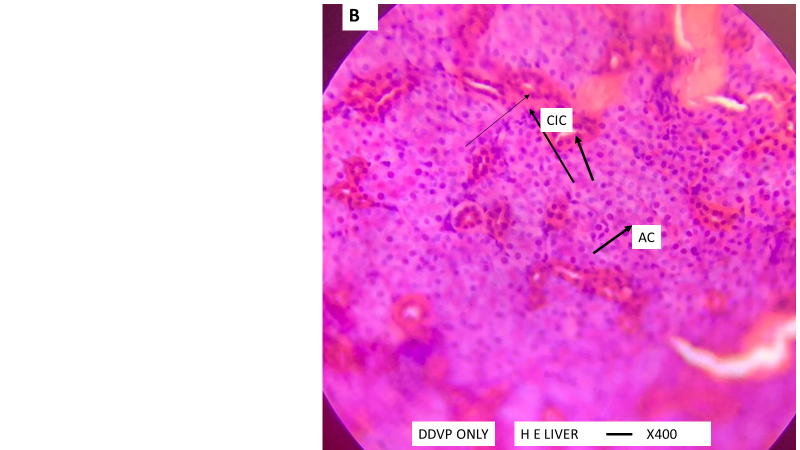 B
CIC
AC
DDVP ONLY
H E LIVER X400